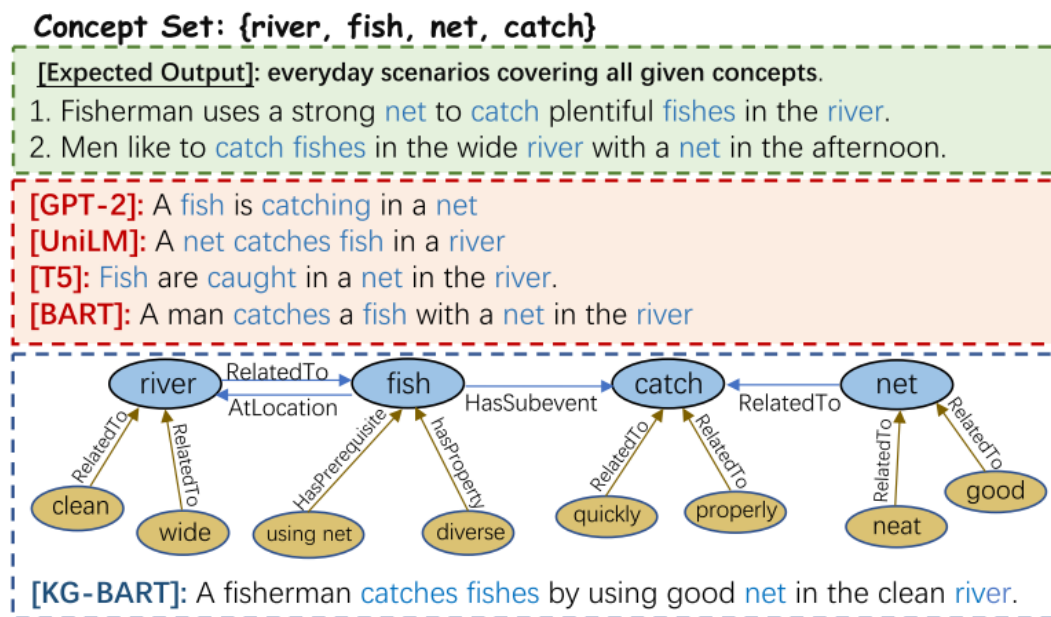 Concept Set: {river, fish, net, catch}
[Expected Output]: everyday scenarios covering all given concepts.
1. Fisherman uses a strong net to catch plentiful fishes in the river.
2. Men like to catch fishes in the wide river with a net in the afternoon.
[GPT-2]: A fish is catching in a net
[UniLM]: A net catches fish in a river
[T5]: Fish are caught in a net in the river.
[BART]: A man catches a fish with a net in the river
river
RelatedTo
AtLocation
fish
HasSubevent
catch
RelatedTo
net
RelatedTo
RelatedTo
HasPrerequisite
hasProperty
RelatedTo
RelatedTo
RelatedTo
RelatedTo
clean
wide
using net
diverse
quickly
properly
neat
good
[KG-BART]: A fisherman catches fishes by using good net in the clean river.